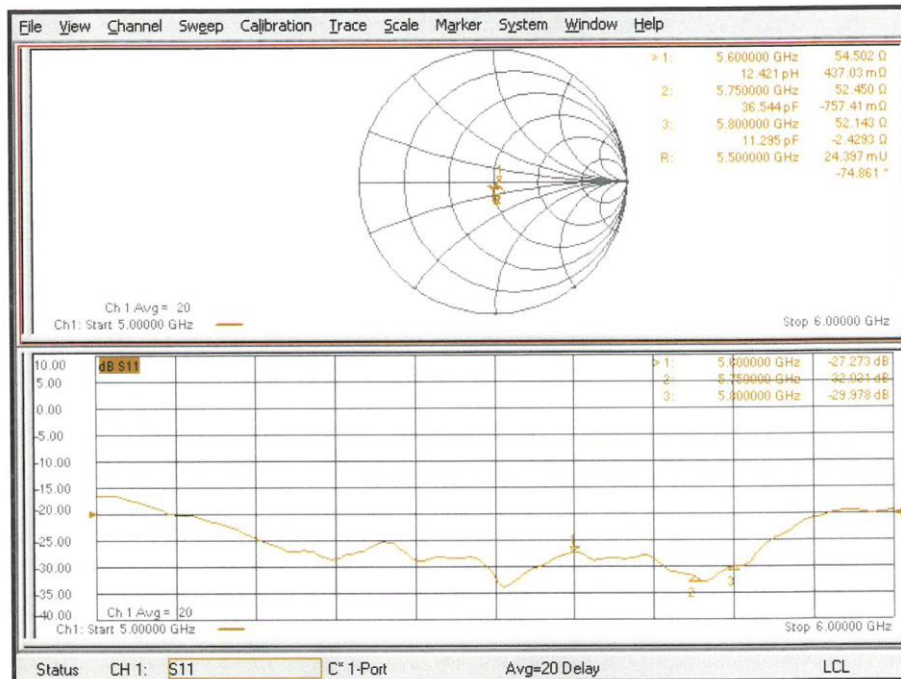 File View Channel Sweep Calibration Trace Scale Marker System Window Help
> 1: 5.600000 GHz 54.502 Ω
12.421 pH 437.03 mΩ
2: 5.750000 GHz 52.450 Ω
36.544 pF -757.41 mΩ
3: 5.800000 GHz 52.143 Ω
11.295 pF -2.4293 Ω
R: 5.500000 GHz 24.397 mU
-74.861 °
Ch 1 Avg = 20
Ch1: Start 5.00000 GHz Stop 6.00000 GHz
10.00 dB S11 > 1: 5.600000 GHz -27.273 dB
5.00 2: 5.750000 GHz -32.031 dB
0.00 3: 5.800000 GHz -29.978 dB
-5.00
-10.00
-15.00
-20.00
-25.00
-30.00
-35.00
-40.00
1
2
3
R
Ch 1 Avg = 20
Ch1: Start 5.00000 GHz Stop 6.00000 GHz
Status CH 1: S11 C* 1-Port Avg=20 Delay LCL